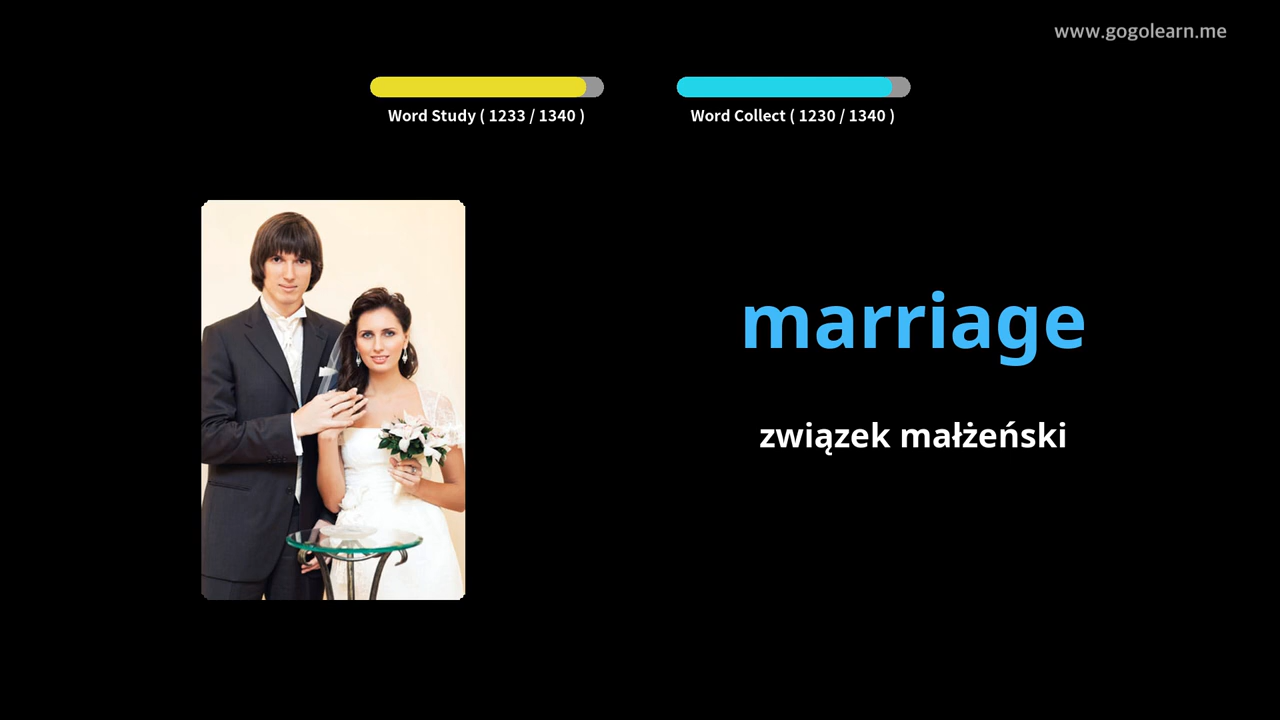 www.gogolearn.me
Word Study ( 1233 / 1340 )
Word Collect ( 1230 / 1340 )
marriage
związek małżeński